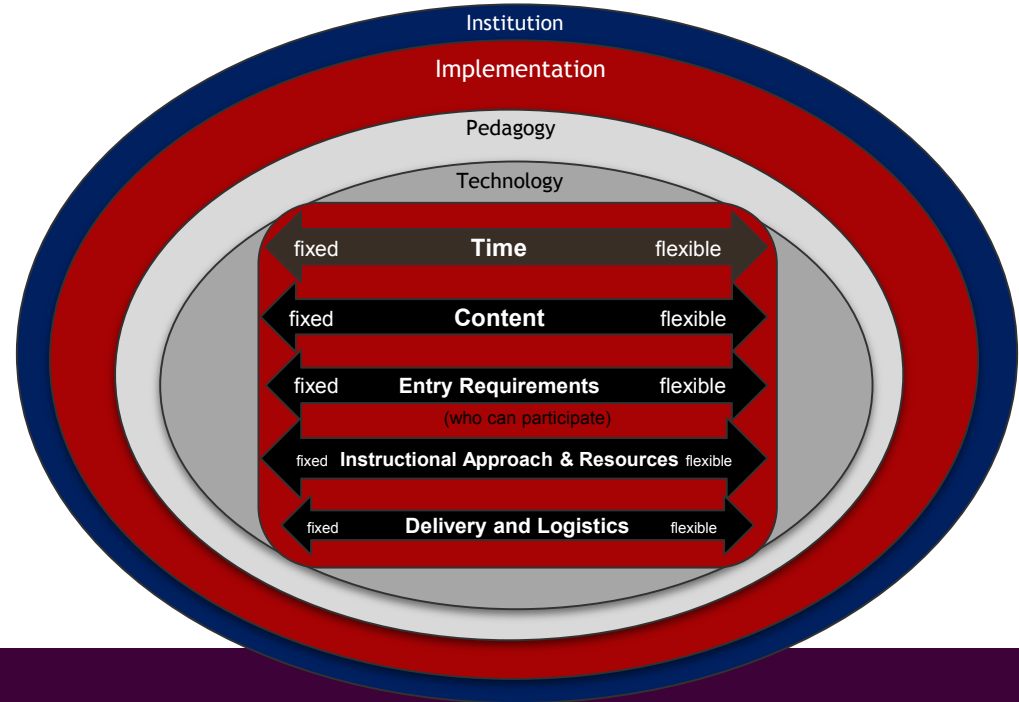 Institution
Implementation
Pedagogy
Technology
fixed Time flexible
fixed Content flexible
fixed Entry Requirements flexible
(who can participate)
fixed Instructional Approach & Resources flexible
fixed Delivery and Logistics flexible